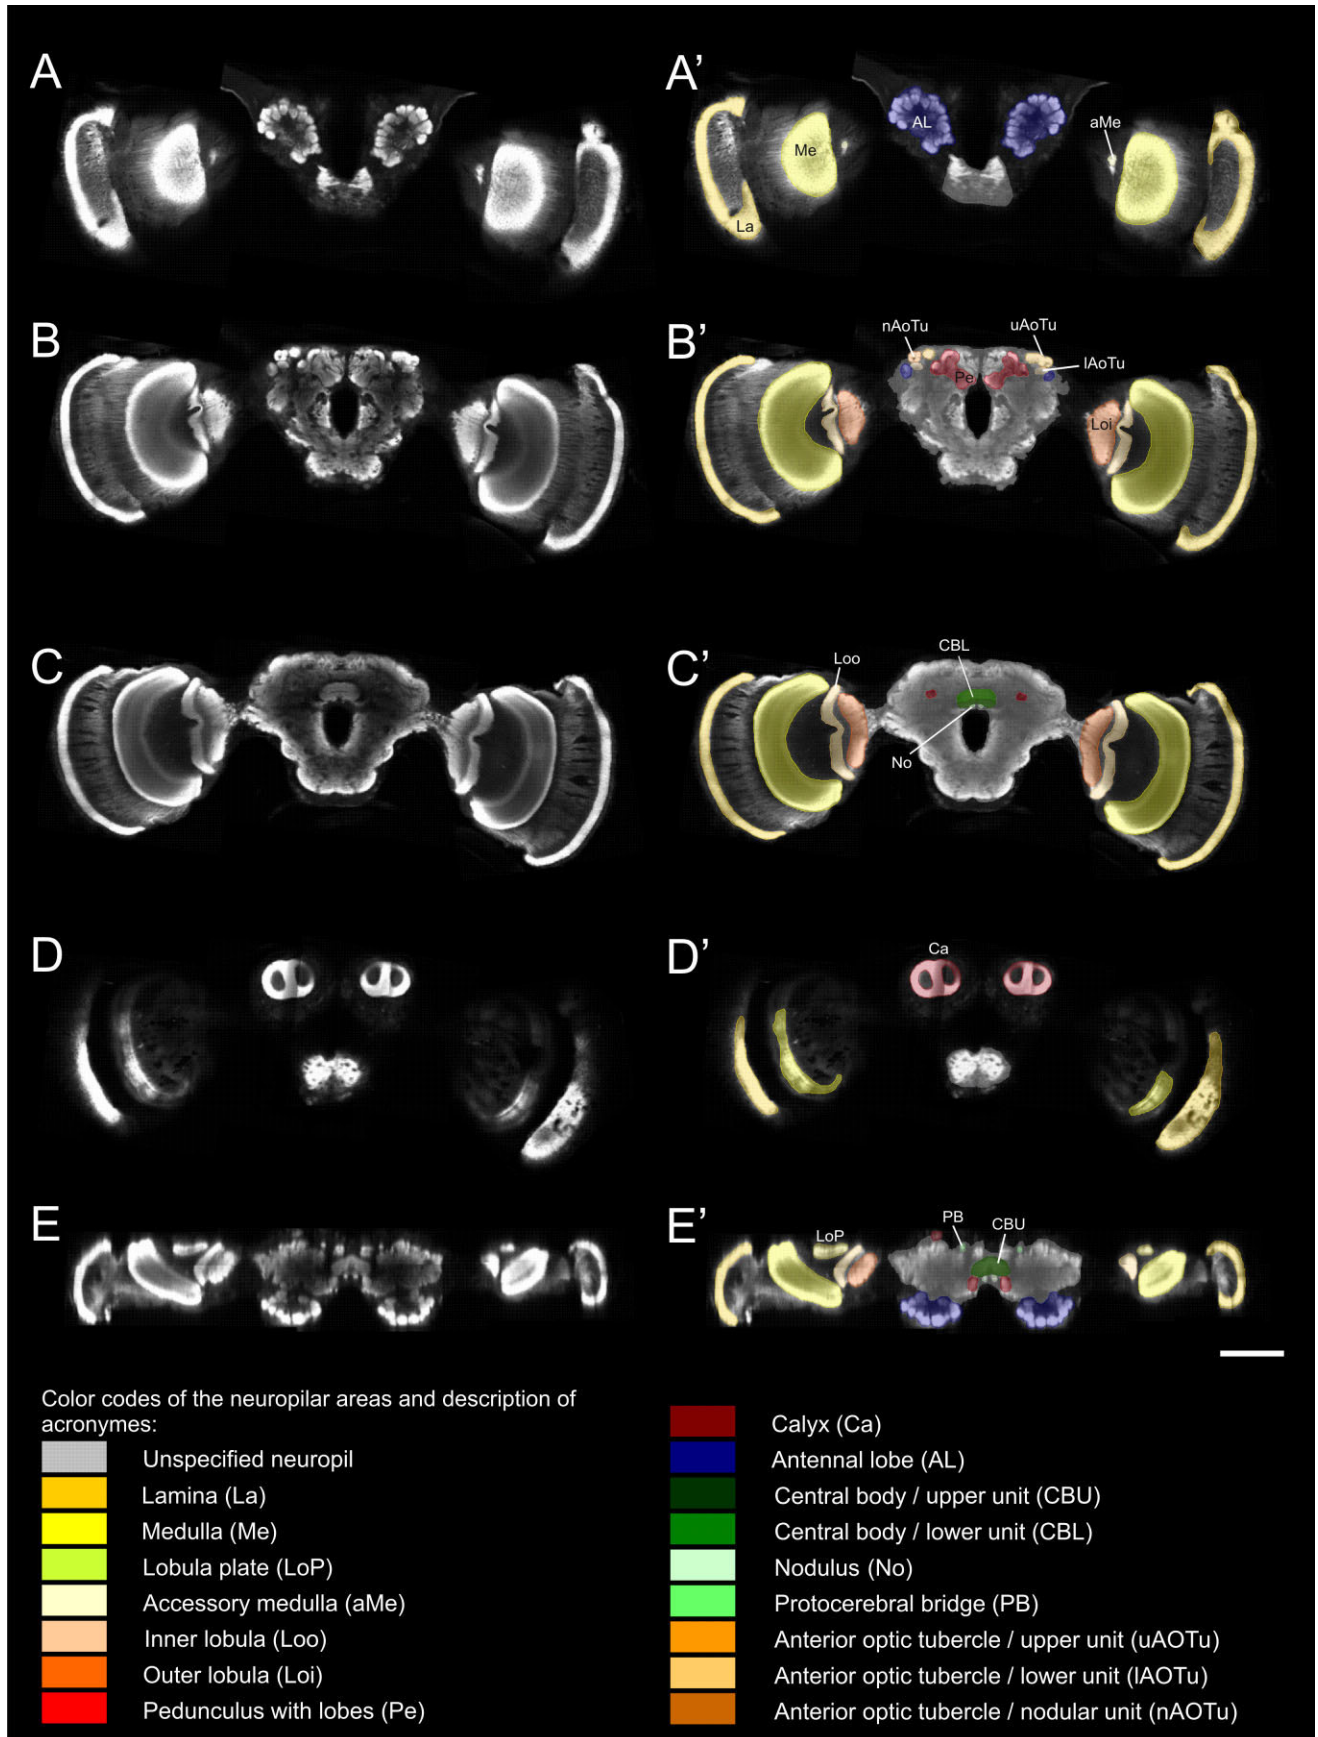 A
A’
AL
aMe
Me
La
B
B’
nAoTu
uAoTu
lAoTu
Pe
Loi
C
C’
CBL
Loo
No
D
D’
Ca
E
E’
PB
CBU
LoP
Color codes of the neuropilar areas and description of
acronymes:
Unspecified neuropil
Lamina (La)
Medulla (Me)
Lobula plate (LoP)
Accessory medulla (aMe)
Inner lobula (Loo)
Outer lobula (Loi)
Pedunculus with lobes (Pe)
Calyx (Ca)
Antennal lobe (AL)
Central body / upper unit (CBU)
Central body / lower unit (CBL)
Nodulus (No)
Protocerebral bridge (PB)
Anterior optic tubercle / upper unit (uAOTu)
Anterior optic tubercle / lower unit (lAOTu)
Anterior optic tubercle / nodular unit (nAOTu)